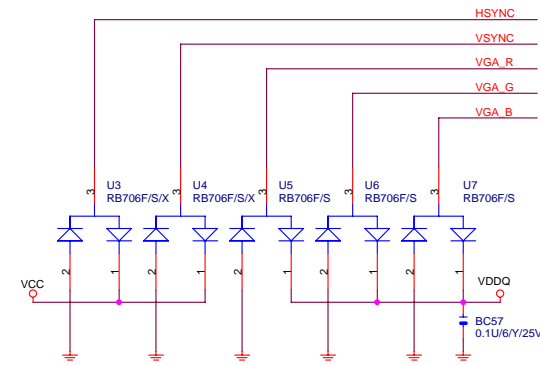 HSYNC
VSYNC
VGA_R
VGA_G
VGA_B
3 U3 3 U4 3 U5 3 U6 3 U7
RB706F/S/X RB706F/S/X RB706F/S RB706F/S RB706F/S
2 1 2 1 2 1 2 1 2 1
VCC VDDQ
BC57
0.1U/6/Y/25V